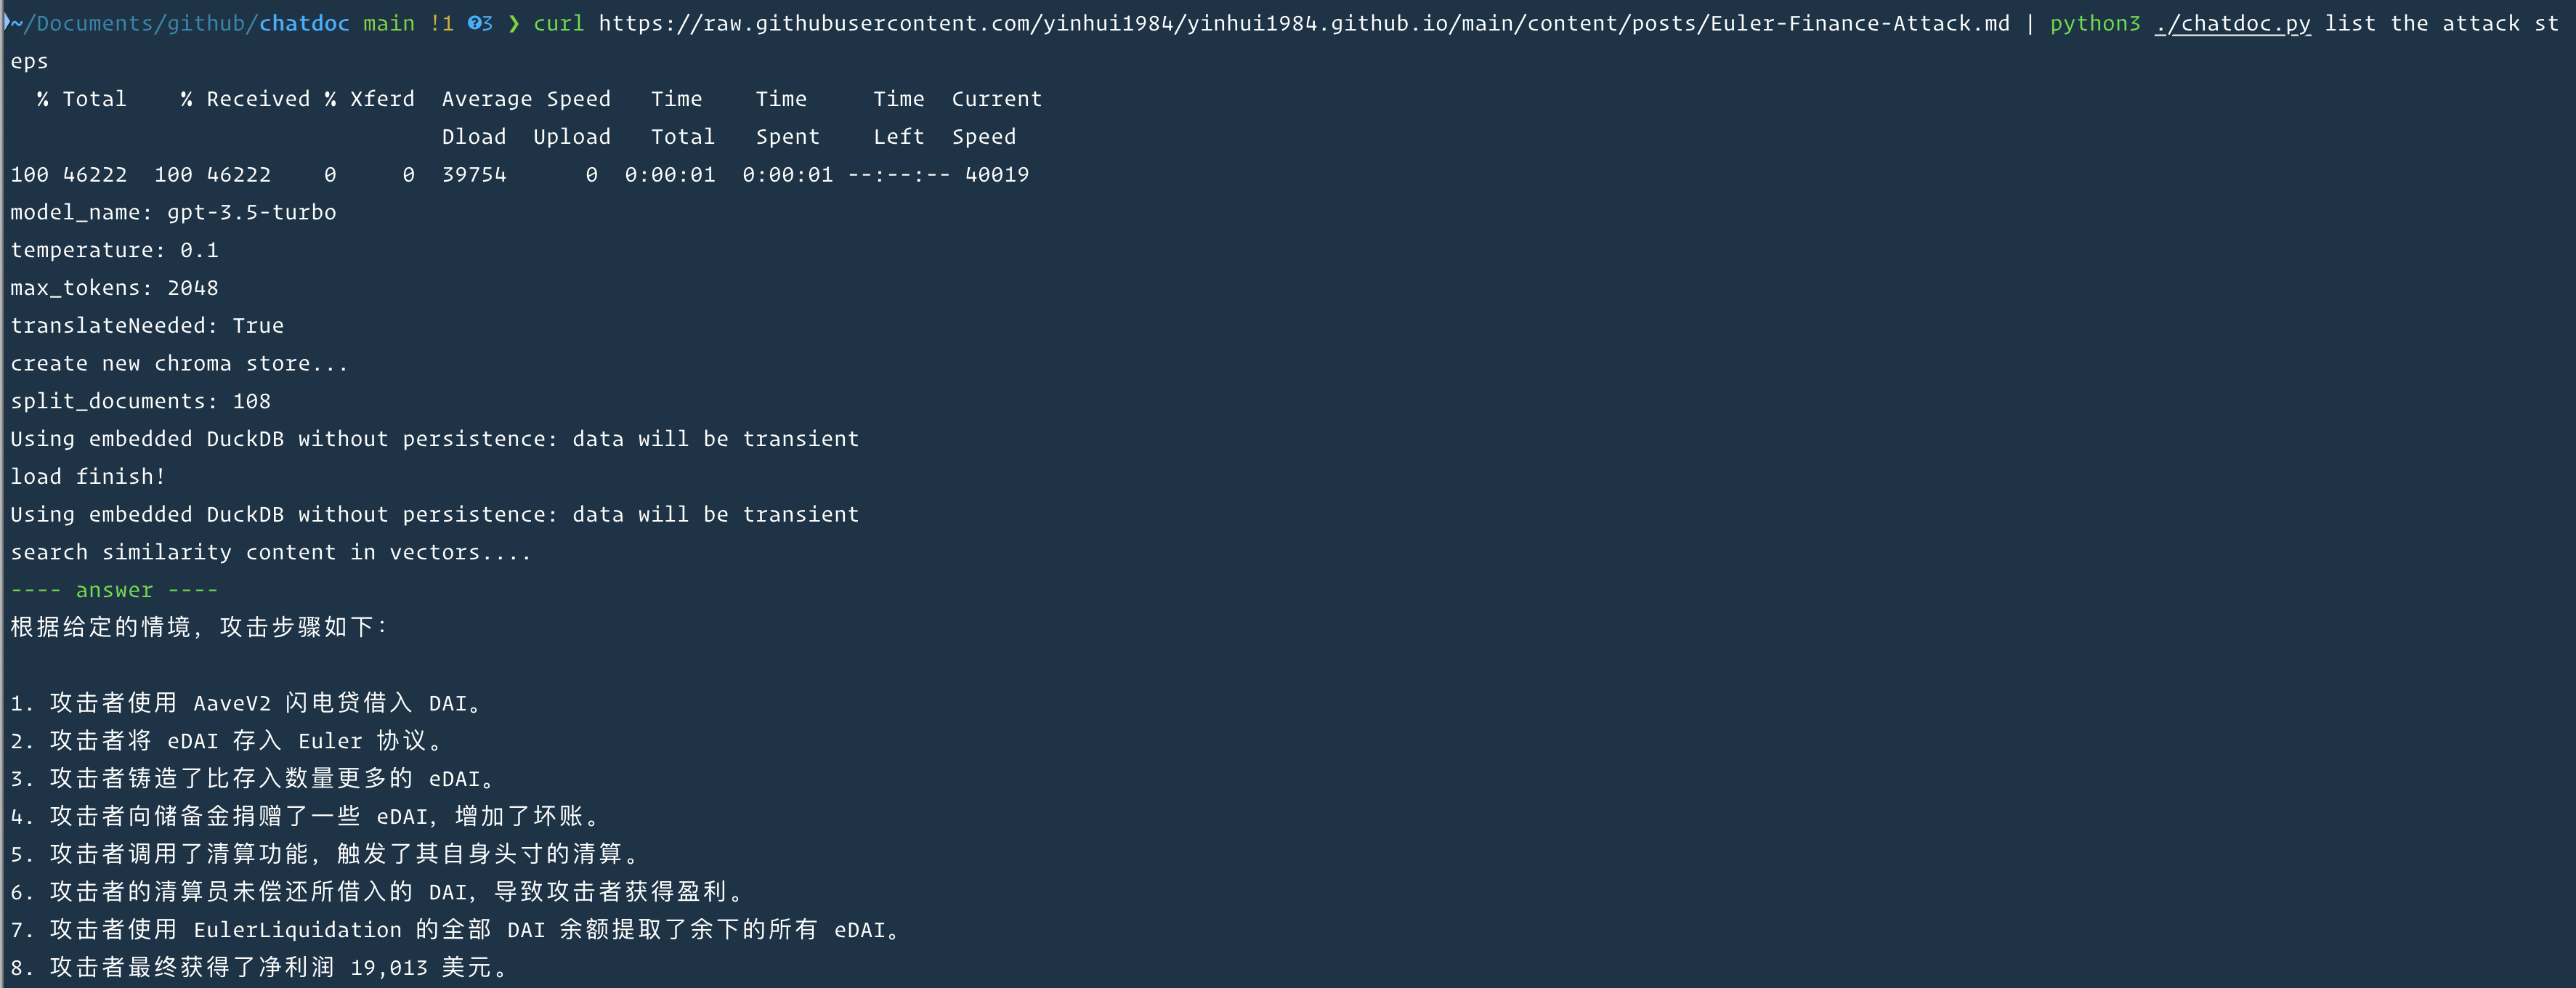 ~/Documents/github/chatdoc main !1 ?3 ❯ curl https://raw.githubusercontent.com/yinhui1984/yinhui1984.github.io/main/content/posts/Euler-Finance-Attack.md | python3 ./chatdoc.py list the attack st
eps
  % Total    % Received % Xferd  Average Speed   Time    Time     Time  Current
                                 Dload  Upload   Total   Spent    Left  Speed
100 46222  100 46222    0     0  39754      0  0:00:01  0:00:01 --:--:-- 40019
model_name: gpt-3.5-turbo
temperature: 0.1
max_tokens: 2048
translateNeeded: True
create new chroma store...
split_documents: 108
Using embedded DuckDB without persistence: data will be transient
load finish!
Using embedded DuckDB without persistence: data will be transient
search similarity content in vectors....
---- answer ----
根据给定的情境，攻击步骤如下：
1. 攻击者使用 AaveV2 闪电贷借入 DAI。
2. 攻击者将 eDAI 存入 Euler 协议。
3. 攻击者铸造了比存入数量更多的 eDAI。
4. 攻击者向储备金捐赠了一些 eDAI，增加了坏账。
5. 攻击者调用了清算功能，触发了其自身头寸的清算。
6. 攻击者的清算员未偿还所借入的 DAI，导致攻击者获得盈利。
7. 攻击者使用 EulerLiquidation 的全部 DAI 余额提取了余下的所有 eDAI。
8. 攻击者最终获得了净利润 19,013 美元。